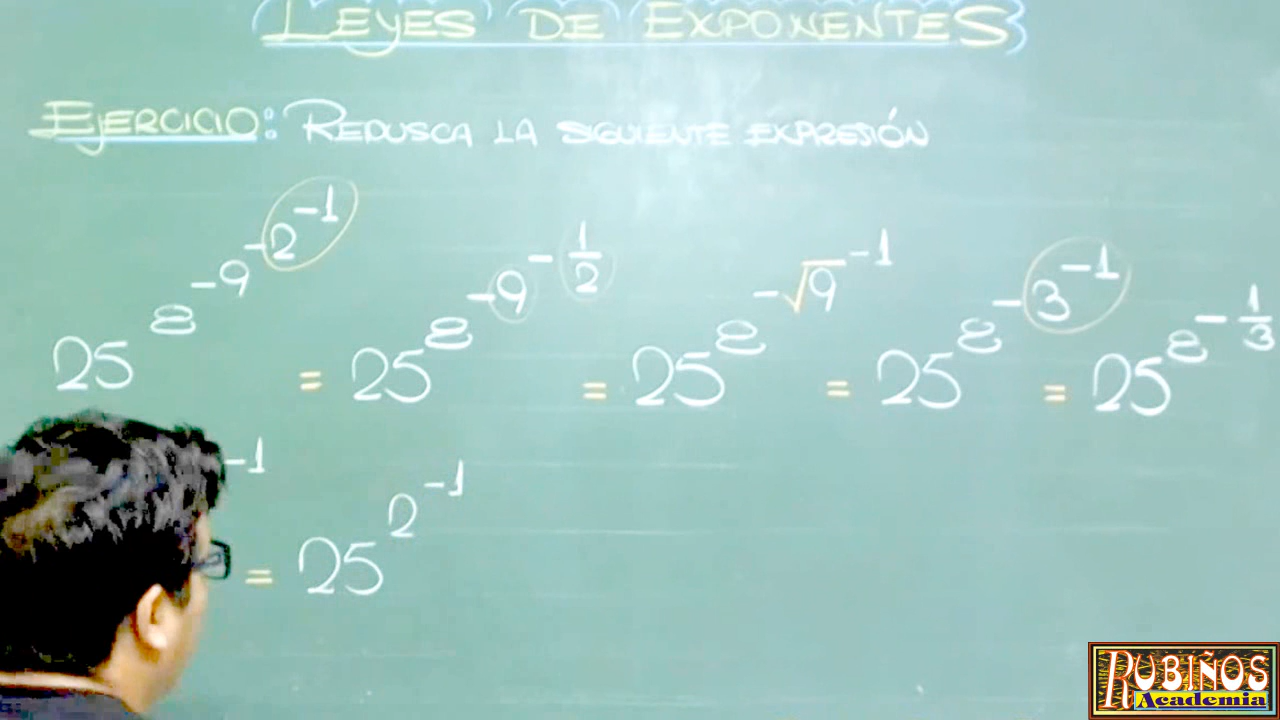 LEYES DE EXPONENTES
EJERCICIO: REDUSCA LA SIGUIENTE EXPRESIÓN
25^8^-9^-2^-1 = 25^8^-9^-1/2 = 25^8^-√9^-1 = 25^8^-3^-1 = 25^8^-1/3
-1 = 25^2^-1
RUBIÑOS
Academia